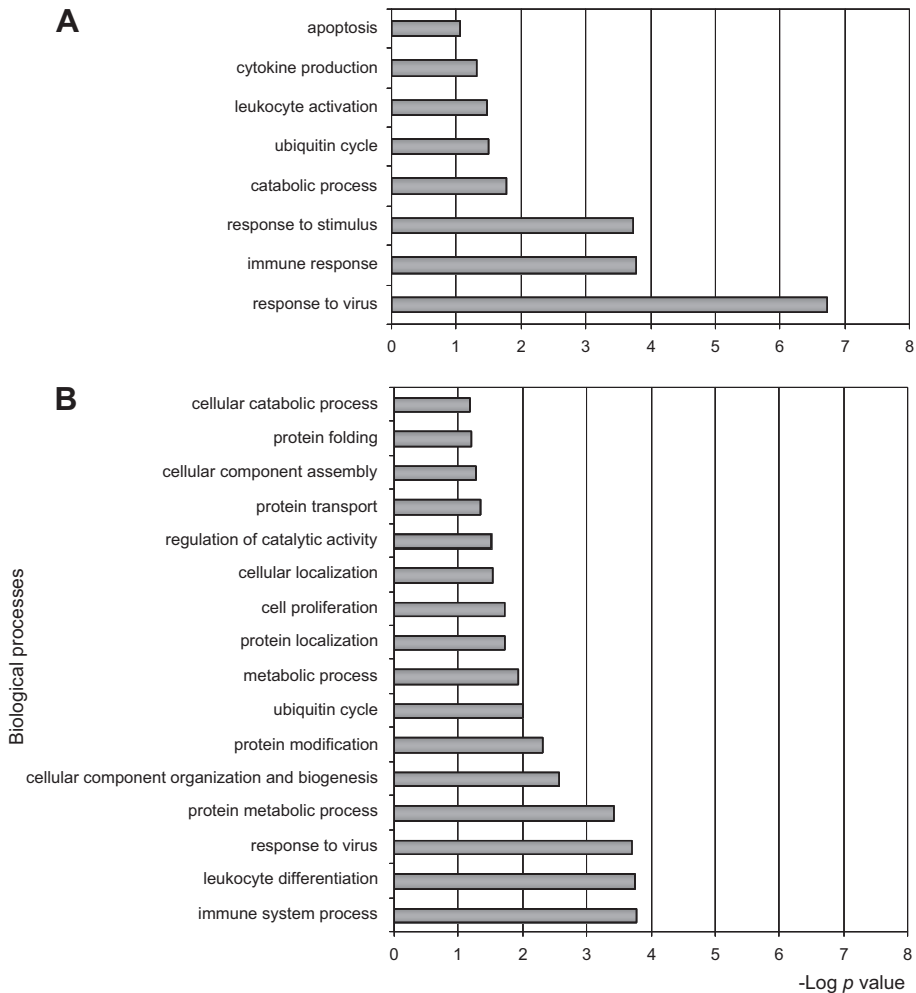 A
apoptosis
cytokine production
leukocyte activation
ubiquitin cycle
catabolic process
response to stimulus
immune response
response to virus
0 1 2 3 4 5 6 7 8
B
cellular catabolic process
protein folding
cellular component assembly
protein transport
regulation of catalytic activity
cellular localization
cell proliferation
protein localization
metabolic process
ubiquitin cycle
protein modification
cellular component organization and biogenesis
protein metabolic process
response to virus
leukocyte differentiation
immune system process
Biological processes
0 1 2 3 4 5 6 7 8
-Log p value